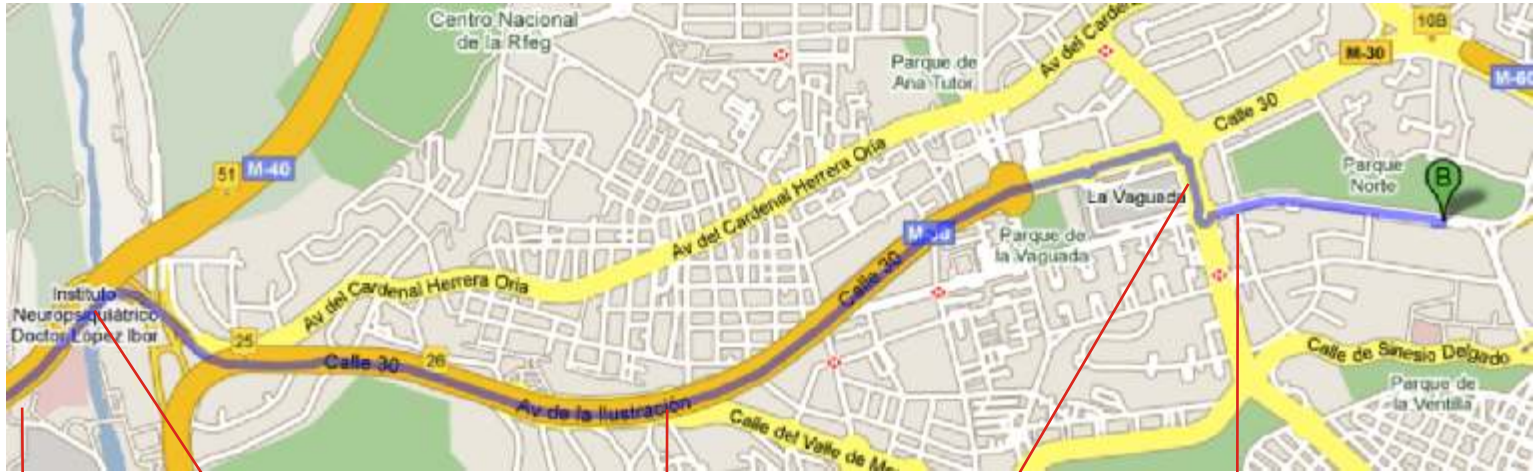 Centro Nacional
de la Rfeg
Parque de
Ana Tutor
Av del Cardenal
10B
M-30
Calle 30
51
M-40
Av del Cardenal Herrera Oria
Parque
Norte
B
La Vaguada
M-30
Parque de
la Vaguada
Calle 30
Instituto
Neuropsiquiátrico
Doctor López Ibor
Av del Cardenal Herrera Oria
25
Calle 30
26
Av de la Ilustración
Calle del Valle de
Calle de Sinesio Delgado
Parque de
la Ventilla